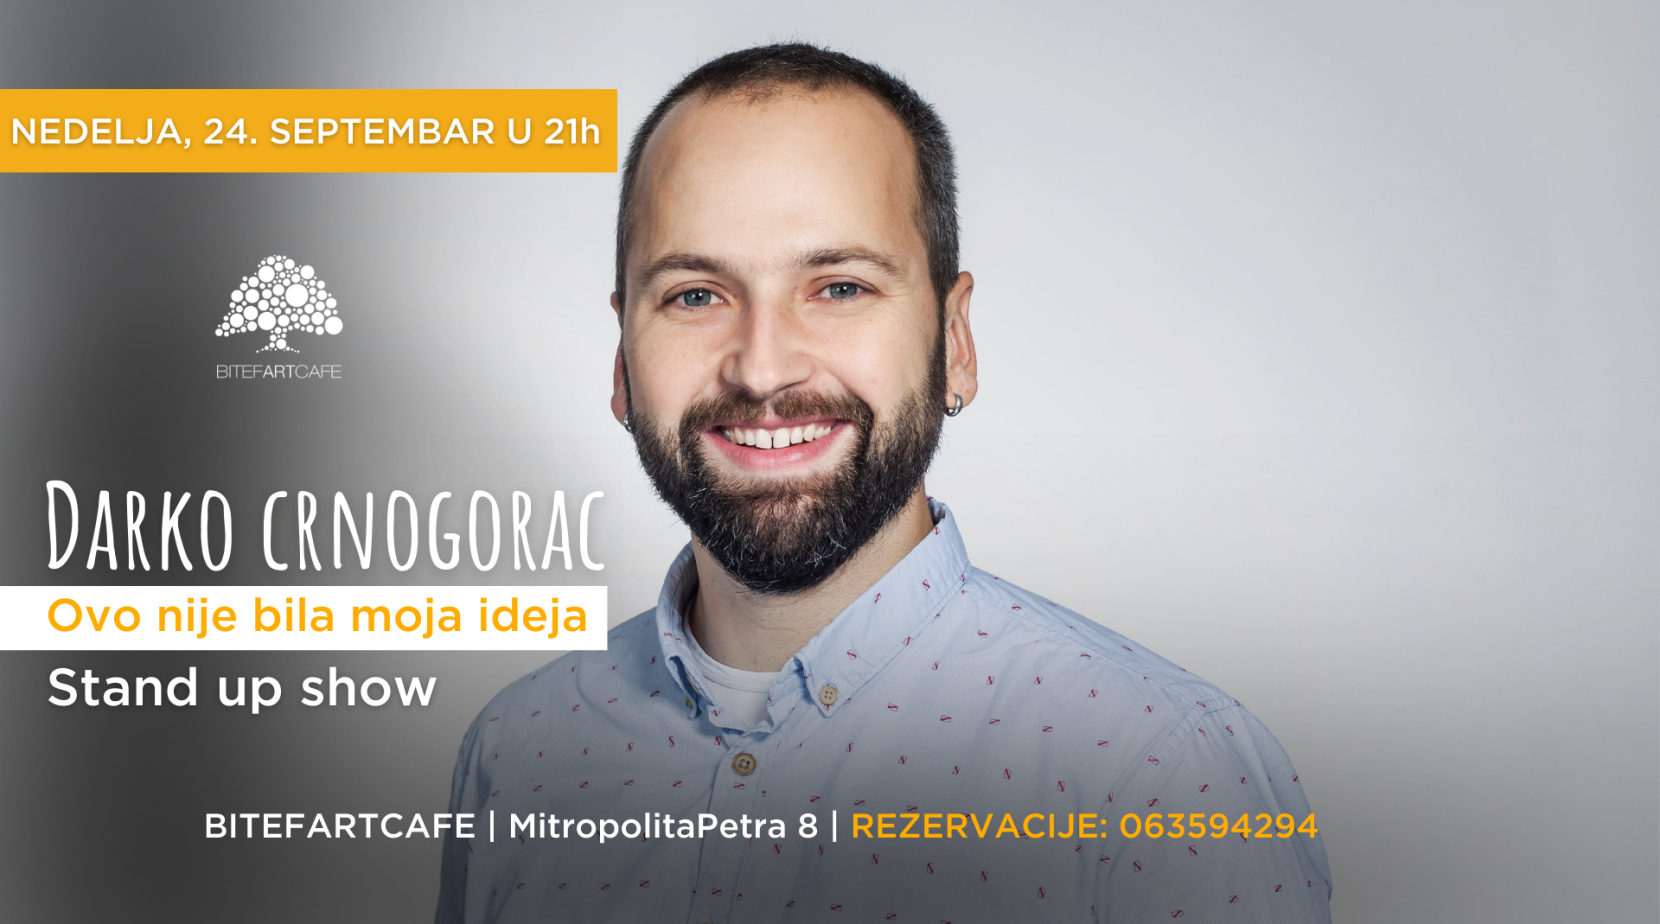 NEDELJA, 24. SEPTEMBAR U 21h
BITEFARTCAFE
DARKO CRNOGORAC
Ovo nije bila moja ideja
Stand up show
BITEFARTCAFE | MitropolitaPetra 8 | REZERVACIJE: 063594294